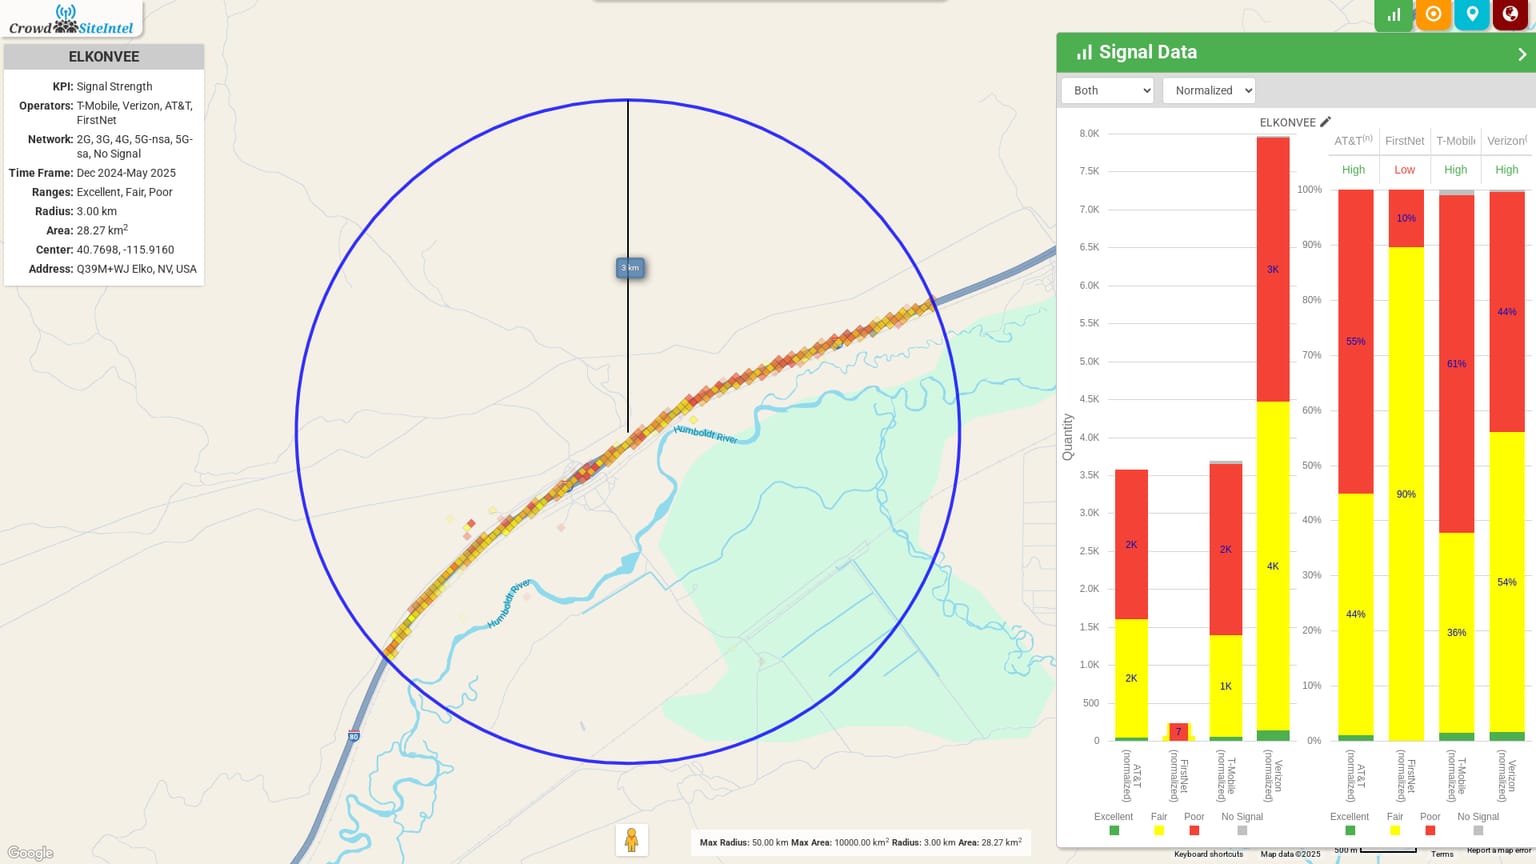 Crowd SiteIntel
ELKONVEE
KPI: Signal Strength
Operators: T-Mobile, Verizon, AT&T,
FirstNet
Network: 2G, 3G, 4G, 5G-nsa, 5G-
sa, No Signal
Time Frame: Dec 2024-May 2025
Ranges: Excellent, Fair, Poor
Radius: 3.00 km
Area: 28.27 km2
Center: 40.7698, -115.9160
Address: Q39M+WJ Elko, NV, USA
3 km
Humboldt River
Humboldt River
80
Google
Max Radius: 50.00 km Max Area: 10000.00 km2 Radius: 3.00 km Area: 28.27 km2
Signal Data
Both
Normalized
ELKONVEE
8.0K
7.5K
7.0K
6.5K
6.0K
5.5K
5.0K
4.5K
4.0K
3.5K
3.0K
2.5K
2.0K
1.5K
1.0K
500
0
Quantity
2K
2K
7
2K
1K
3K
4K
AT&T
(normalized)
FirstNet
(normalized)
T-Mobile
(normalized)
Verizon
(normalized)
Excellent Fair Poor No Signal
AT&T(n) FirstNet T-Mobile Verizon(
High Low High High
100%
90%
80%
70%
60%
50%
40%
30%
20%
10%
0%
55%
44%
10%
90%
61%
36%
44%
54%
AT&T
(normalized)
FirstNet
(normalized)
T-Mobile
(normalized)
Verizon
(normalized)
Excellent Fair Poor No Signal
Keyboard shortcuts Map data ©2025 500 m Terms Report a map error